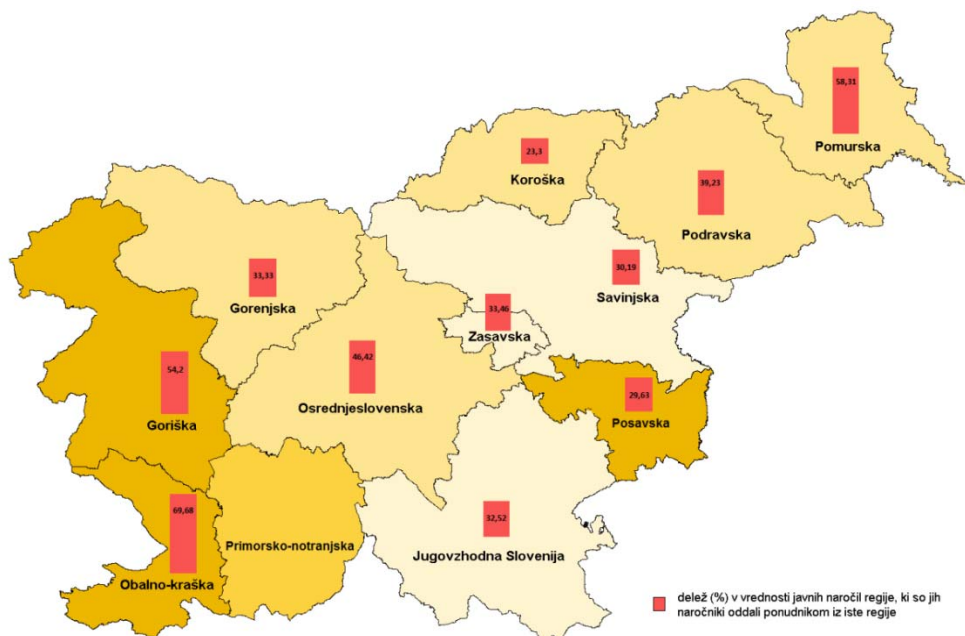 58,31
Pomurska
23,3
Koroška
39,23
Podravska
33,33
Gorenjska
30,19
Savinjska
33,46
Zasavska
46,42
Osrednjeslovenska
54,2
Goriška
29,63
Posavska
69,68
Obalno-kraška
Primorsko-notranjska
32,52
Jugovzhodna Slovenija
delež (%) v vrednosti javnih naročil regije, ki so jih
naročniki oddali ponudnikom iz iste regije